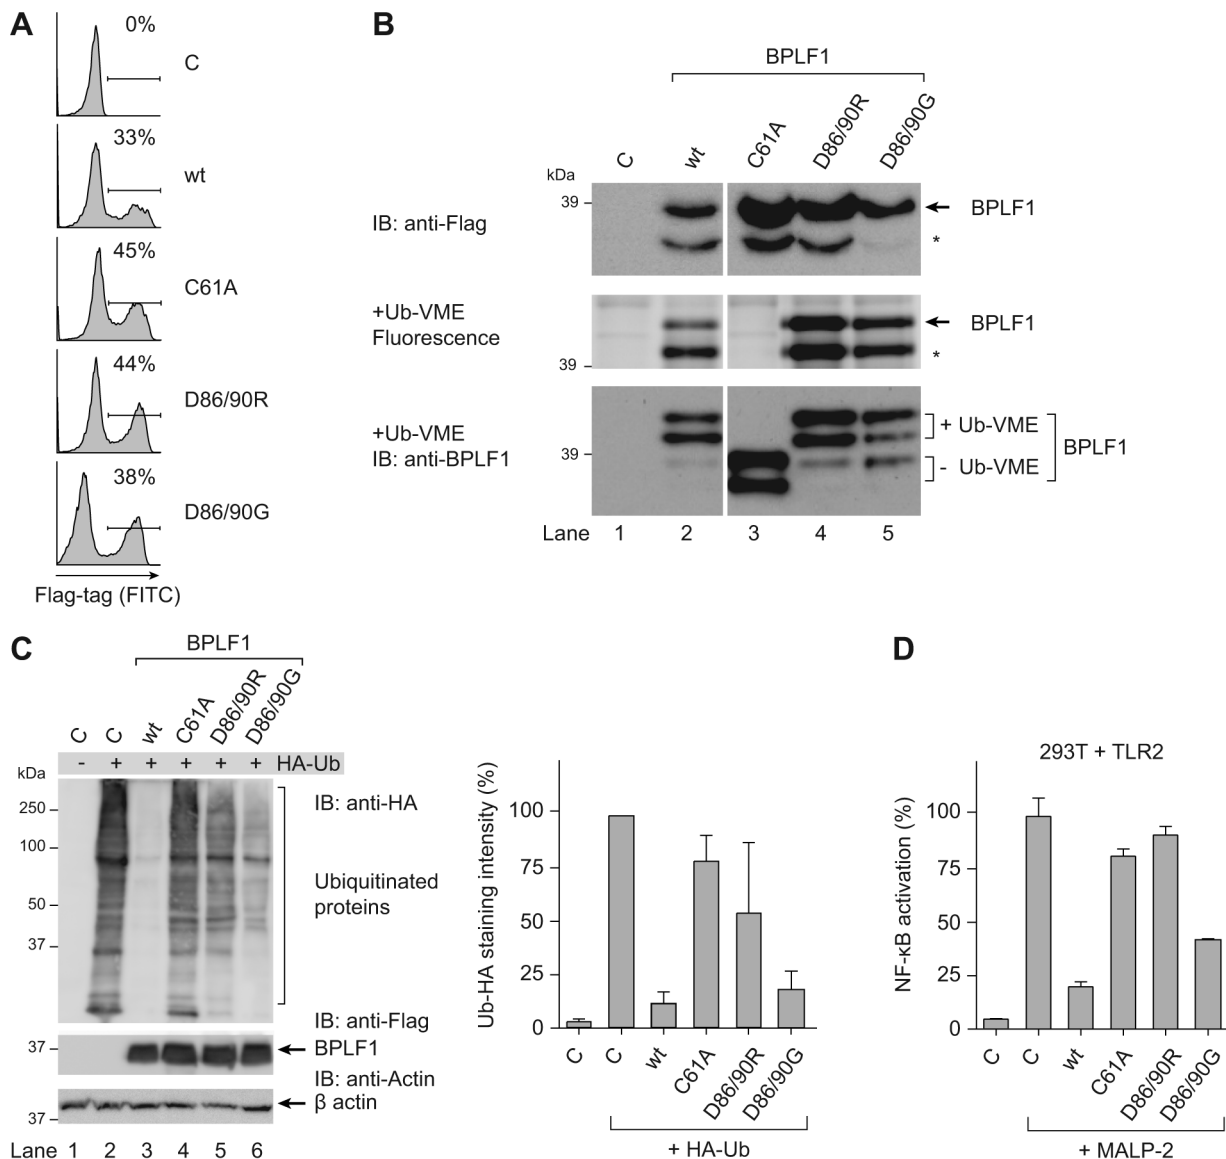 A
0%
C
33%
wt
45%
C61A
44%
D86/90R
38%
D86/90G
Flag-tag (FITC)
B
BPLF1
C
wt
C61A
D86/90R
D86/90G
kDa
39
IB: anti-Flag
BPLF1
*
+Ub-VME
Fluorescence
39
BPLF1
*
+Ub-VME
IB: anti-BPLF1
39
+ Ub-VME
- Ub-VME
BPLF1
Lane 1 2 3 4 5
C
BPLF1
C C wt C61A D86/90R D86/90G
- + + + + + HA-Ub
kDa
250
100
50
37
IB: anti-HA
Ubiquitinated
proteins
IB: anti-Flag
37
BPLF1
IB: anti-Actin
β actin
37
Lane 1 2 3 4 5 6
Ub-HA staining intensity (%)
100
75
50
25
0
C C wt C61A D86/90R D86/90G
+ HA-Ub
D
293T + TLR2
NF-κB activation (%)
100
75
50
25
0
C C wt C61A D86/90R D86/90G
+ MALP-2